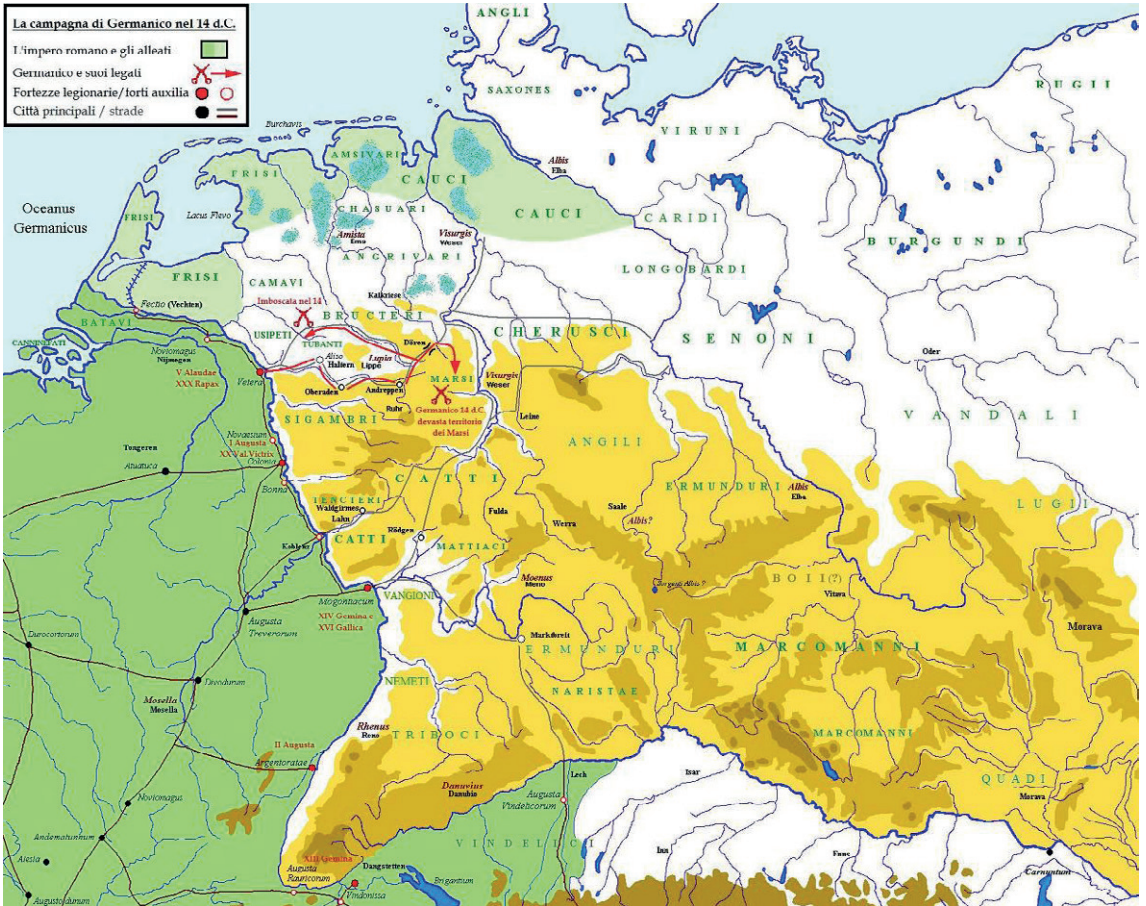 La campagna di Germanico nel 14 d.C.
L'impero romano e gli alleati
Germanico e suoi legati
Fortezze legionarie/forti auxilia
Città principali / strade
ANGLI
SAXONES
RUGII
VIRUNI
Burchavis
AMSIVARI
FRISI
CAUCI
Albis
Elba
Oceanus
Germanicus
FRISI
Lacus Flevo
CHASUARI
CAUCI
CARIDI
Amisia
Ems
Visurgis
Weser
BURGUNDI
ANGRIVARI
LONGOBARDI
FRISI
CAMAVI
Fectio (Vechten)
Imboscata nel 14
Kalkriese
BRUCTERI
BATAVI
CANNINEFATI
USIPETI
TUBANTI
CHERUSCI
SENONI
Noviomagus
Nijmegen
Aliso
Haltern
Lupia
Lippe
Dören
Oder
V Alaudae
XXX Rapax
Vetera
Oberaden
Andreppen
MARSI
Visurgis
Weser
Ruhr
Germanico 14 d.C.
devasta territorio
dei Marsi
Leine
VANDALI
SIGAMBRI
Novaesium
I Augusta
XX Val.Victrix
Colonia
ANGILI
Tongeren
Atuatuca
Bonna
CATTI
ERMUNDURI
Albis
Elba
LUGII
TENCTERI
Waldgirmes
Lahn
Fulda
Saale
Albis?
Werra
Rödgen
Koblenz
CATTI
MATTIACI
Moenus
Meno
BOII(?)
Vltava
Mogontiacum
VANGIONI
XIV Gemina e
XVI Gallica
Augusta
Treverorum
Morava
Durocortorum
Marktbreit
ERMUNDURI
MARCOMANNI
Divodurum
NEMETI
NARISTAE
Mosella
Mosella
Rhenus
Reno
TRIBOCI
MARCOMANNI
II Augusta
Argentoratae
QUADI
Lech
Isar
Danuvius
Danubio
Augusta
Vindelicorum
Morava
Noviomagus
Andematunnum
VINDELICI
Inn
Alesia
XIII Gemina
Dangstetten
Augusta
Rauricorum
Brigantium
Carnuntum
Augustodunum
Vindonissa